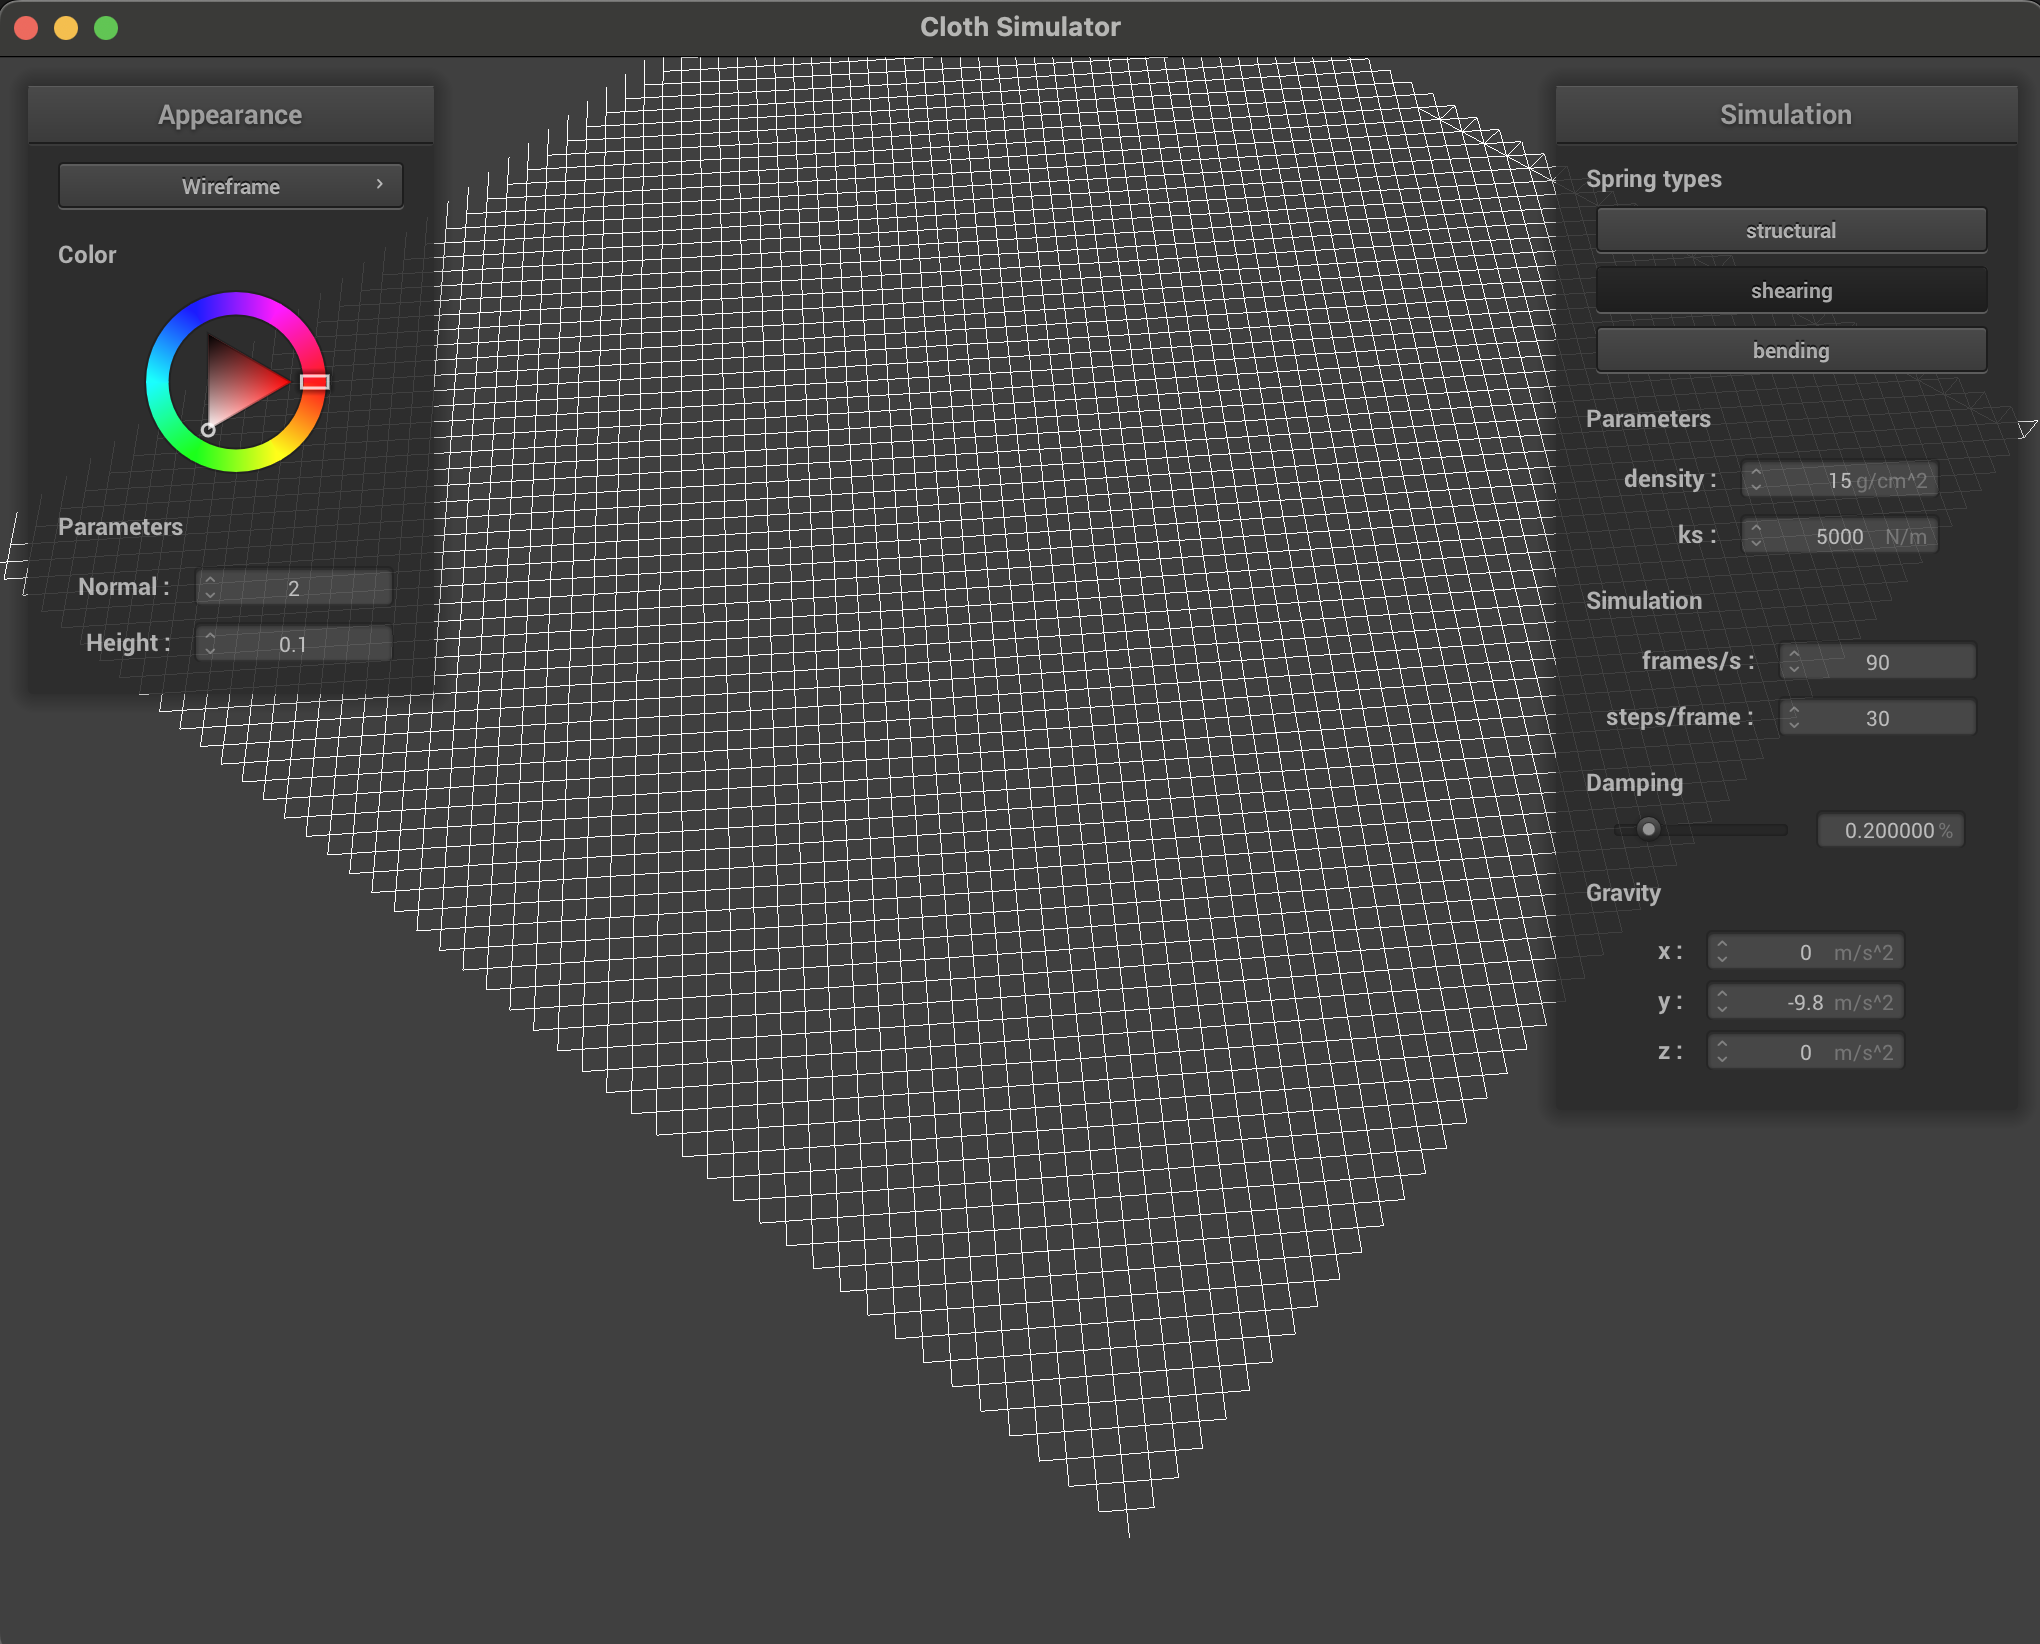 Cloth Simulator
Appearance
Wireframe
Color
Parameters
Normal : 2
Height : 0.1
Simulation
Spring types
structural
shearing
bending
Parameters
density : 15 g/cm^2
ks : 5000 N/m
Simulation
frames/s : 90
steps/frame : 30
Damping
0.200000 %
Gravity
x : 0 m/s^2
y : -9.8 m/s^2
z : 0 m/s^2